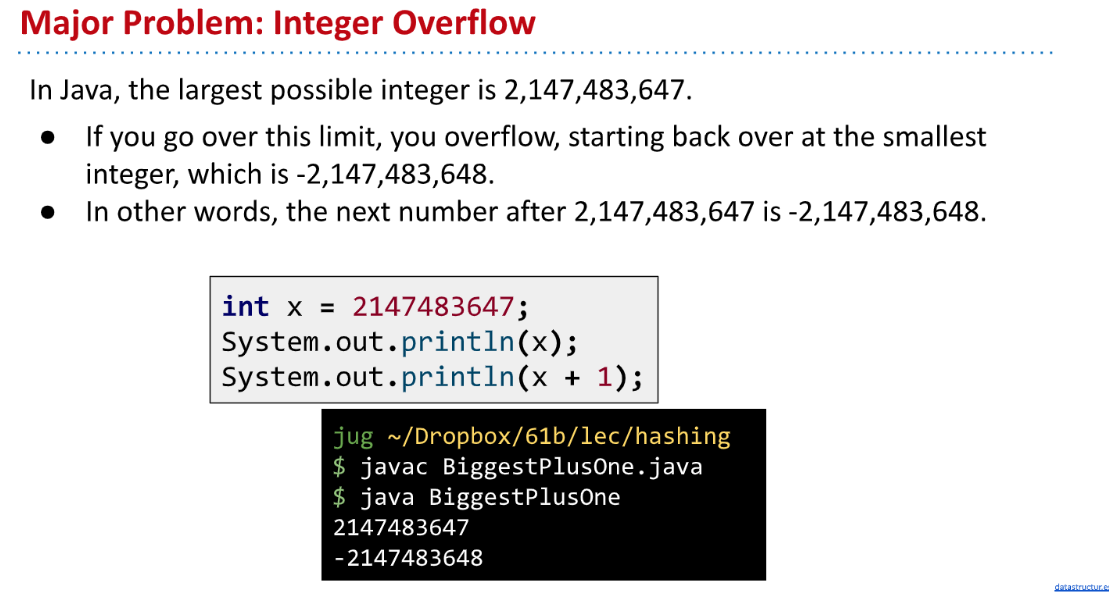 Major Problem: Integer Overflow
In Java, the largest possible integer is 2,147,483,647.
● If you go over this limit, you overflow, starting back over at the smallest
integer, which is -2,147,483,648.
● In other words, the next number after 2,147,483,647 is -2,147,483,648.
int x = 2147483647;
System.out.println(x);
System.out.println(x + 1);
jug ~/Dropbox/61b/lec/hashing
$ javac BiggestPlusOne.java
$ java BiggestPlusOne
2147483647
-2147483648
datastructur.es